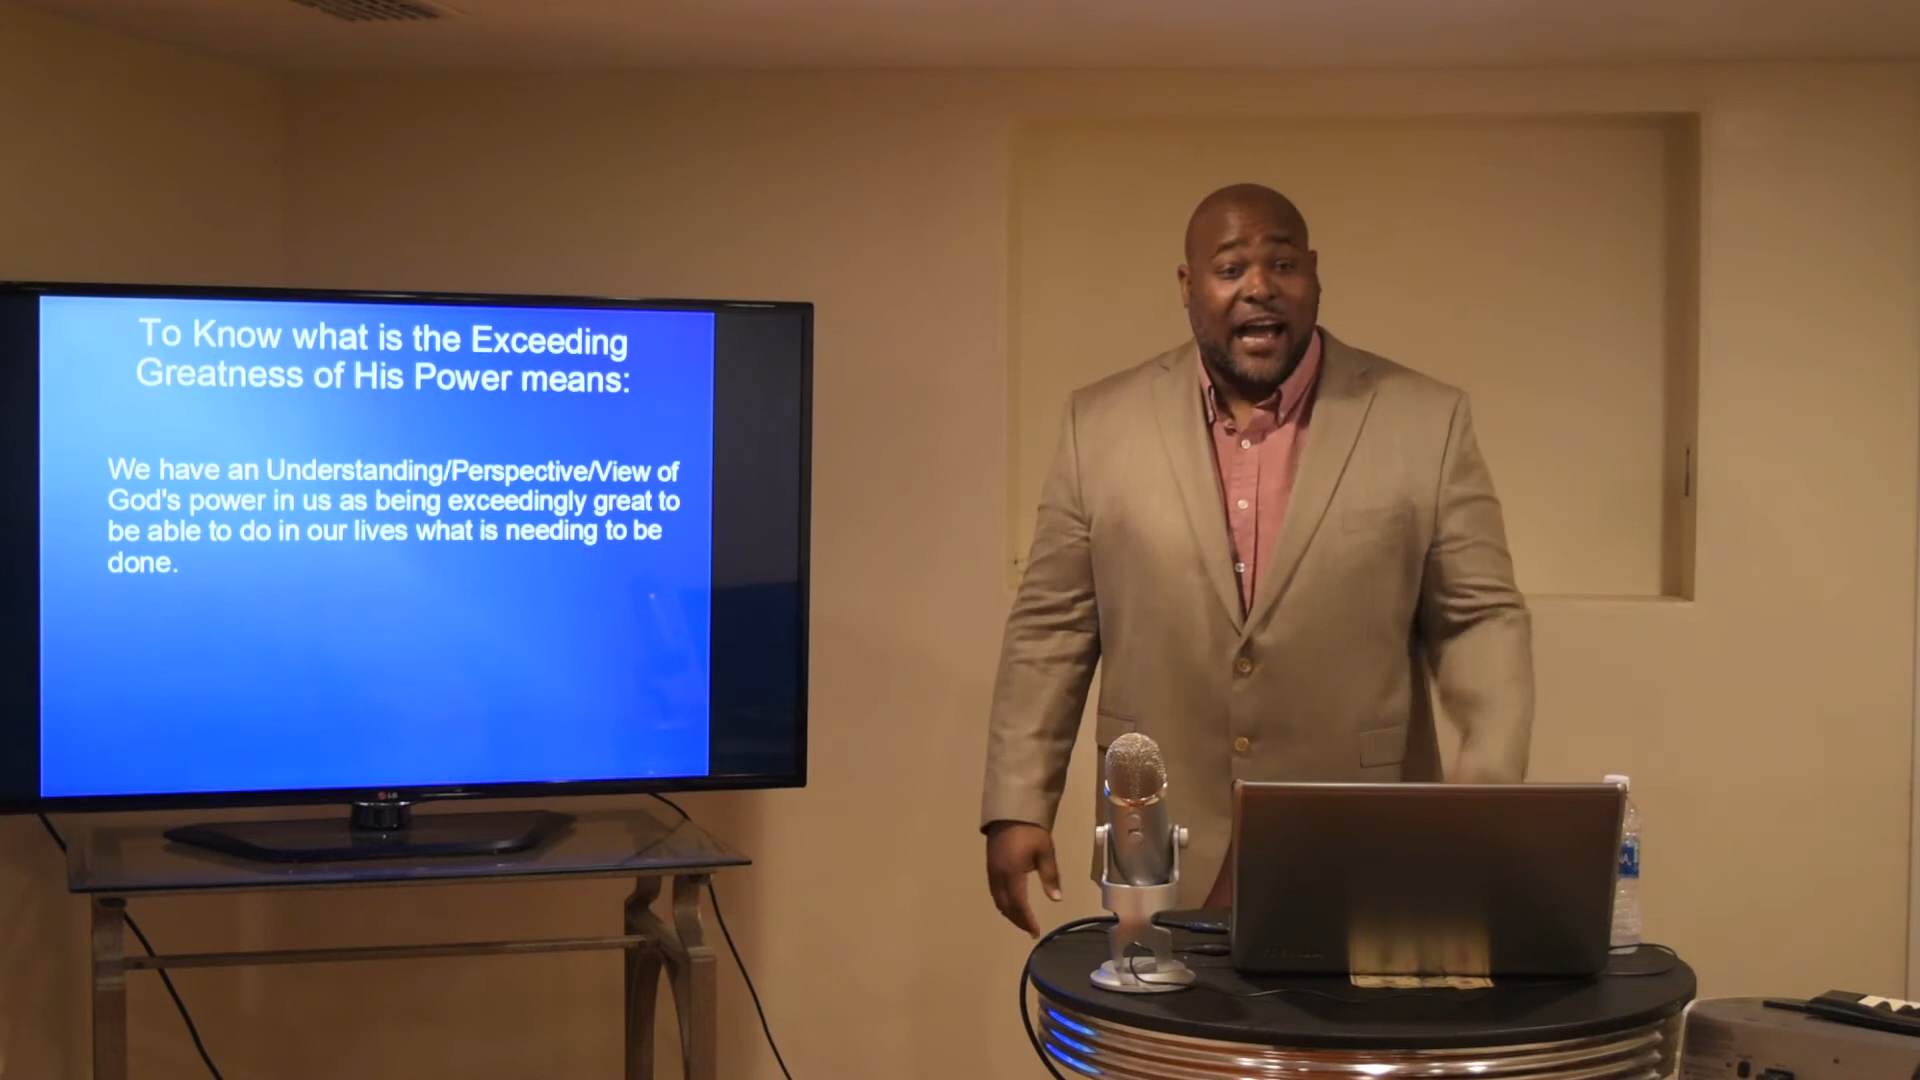 To Know what is the Exceeding
Greatness of His Power means:
We have an Understanding/Perspective/View of
God's power in us as being exceedingly great to
be able to do in our lives what is needing to be
done.
LG